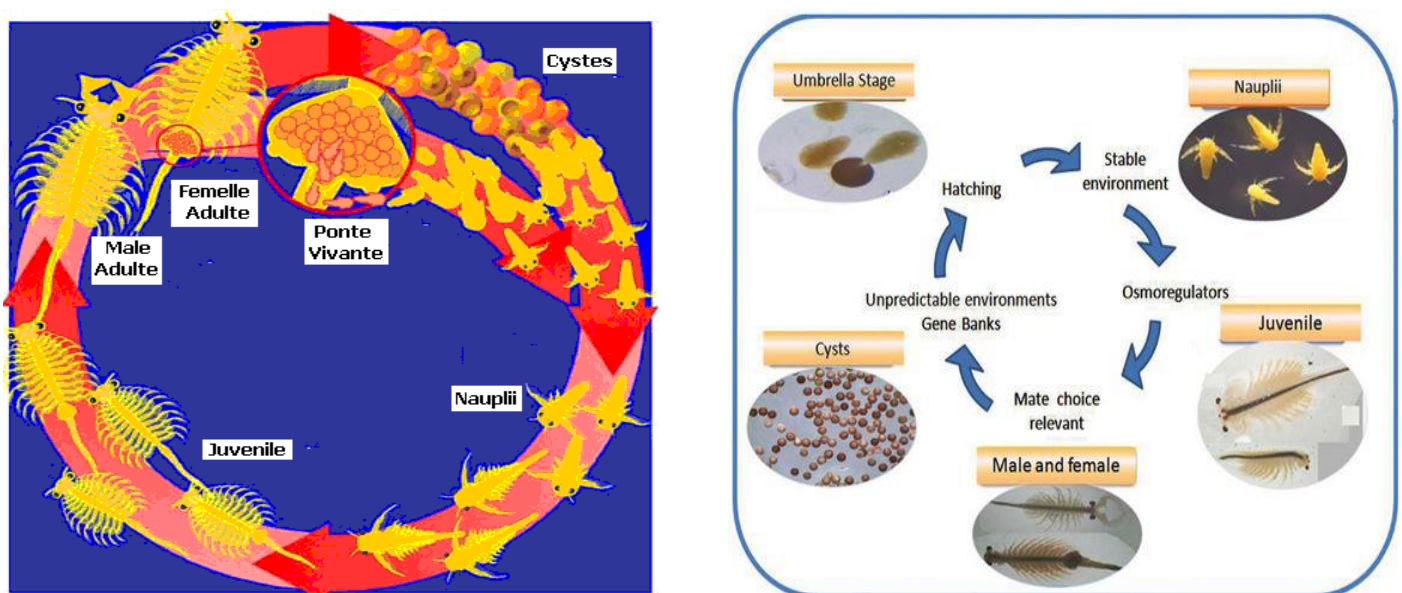 Cystes
Femelle
Adulte
Ponte
Vivante
Male
Adulte
Nauplii
Juvenile
Umbrella Stage
Nauplii
Hatching
Stable
environment
Unpredictable environments
Gene Banks
Osmoregulators
Cysts
Juvenile
Mate choice
relevant
Male and female